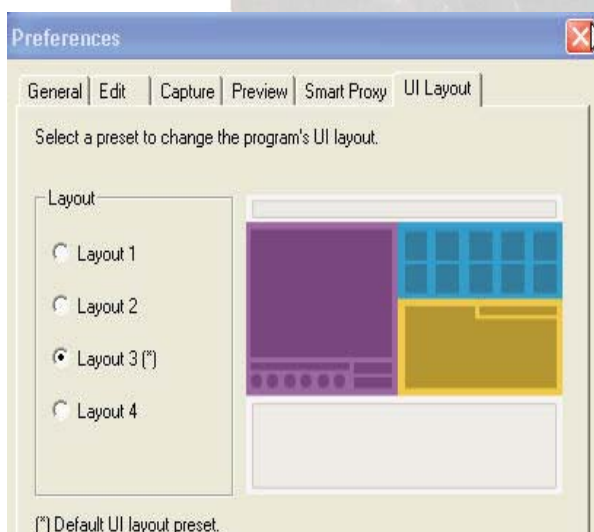 Preferences
General Edit Capture Preview Smart Proxy UI Layout
Select a preset to change the program's UI layout.
Layout
Layout 1
Layout 2
Layout 3 (*)
Layout 4
(*) Default UI layout preset.